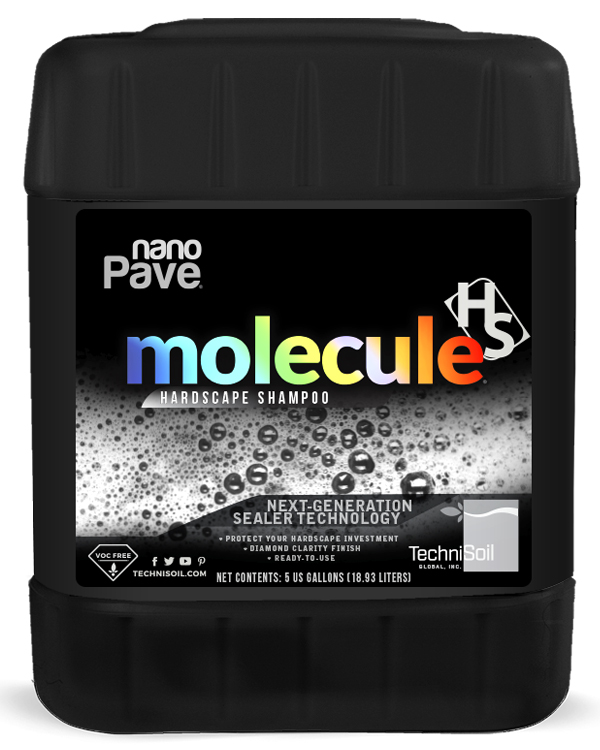 nano
Pave
HS
molecule
HARDSCAPE SHAMPOO
NEXT-GENERATION
SEALER TECHNOLOGY
• PROTECT YOUR HARDSCAPE INVESTMENT
• DIAMOND CLARITY FINISH
• READY-TO-USE
VOC FREE
TECHNISOIL.COM
TechniSoil
GLOBAL, INC.
NET CONTENTS: 5 US GALLONS (18.93 LITERS)